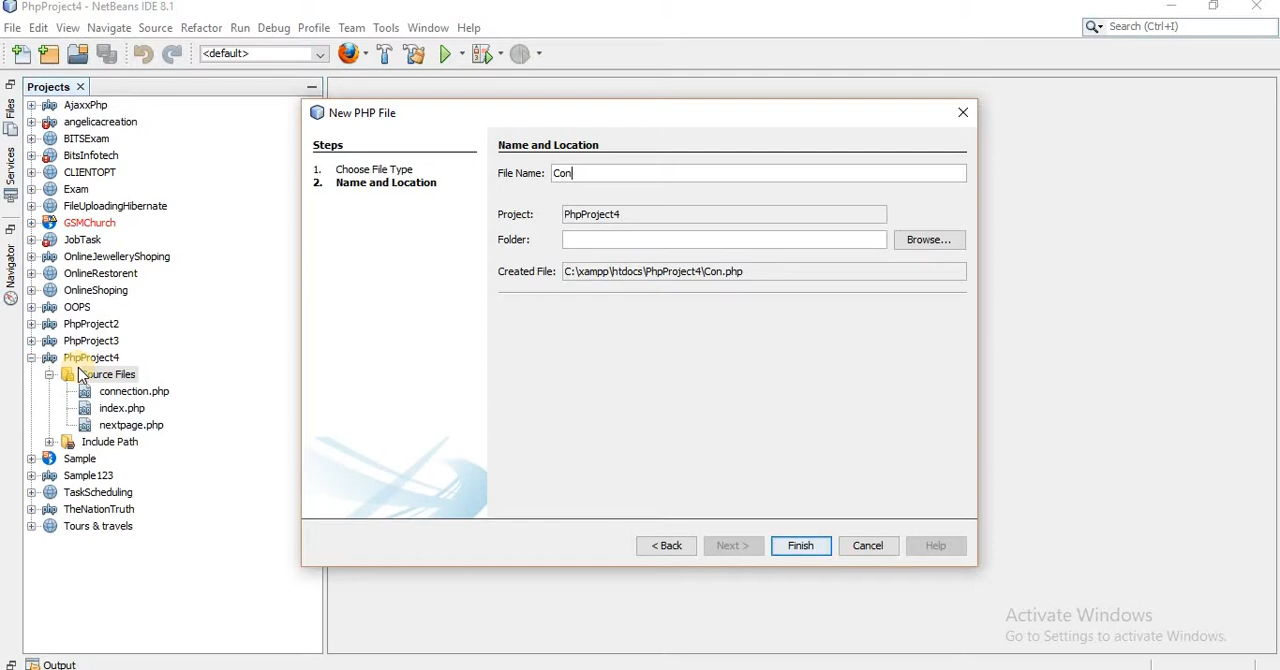 PhpProject4 - NetBeans IDE 8.1
File Edit View Navigate Source Refactor Run Debug Profile Team Tools Window Help
Search (Ctrl+I)
<default>
Projects
Files
Services
Navigator
AjaxxPhp
angelicacreation
BITSExam
BitsInfotech
CLIENTOPT
Exam
FileUploadingHibernate
GSMChurch
JobTask
OnlineJewelleryShoping
OnlineRestorent
OnlineShoping
OOPS
PhpProject2
PhpProject3
PhpProject4
Source Files
connection.php
index.php
nextpage.php
Include Path
Sample
Sample123
TaskScheduling
TheNationTruth
Tours & travels
New PHP File
Steps
1. Choose File Type
2. Name and Location
Name and Location
File Name: Con
Project: PhpProject4
Folder: Browse...
Created File: C:\xampp\htdocs\PhpProject4\Con.php
< Back Next > Finish Cancel Help
Activate Windows
Go to Settings to activate Windows.
Output